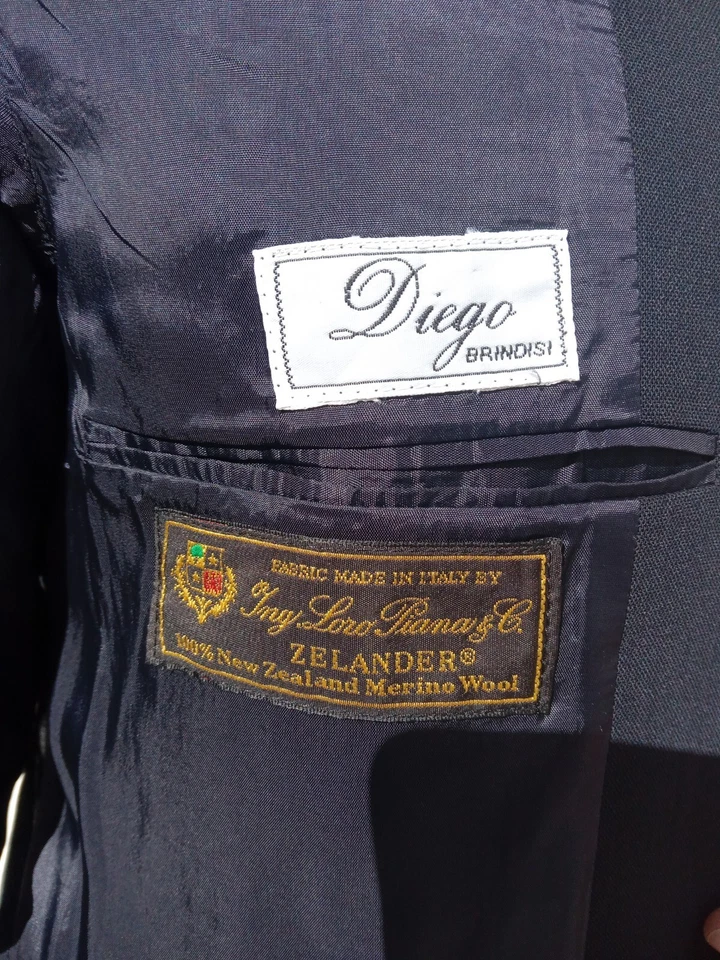 Diego
BRINDISI
FABRIC MADE IN ITALY BY
Ing. Loro Piana & C.
ZELANDER®
100% New Zealand Merino Wool